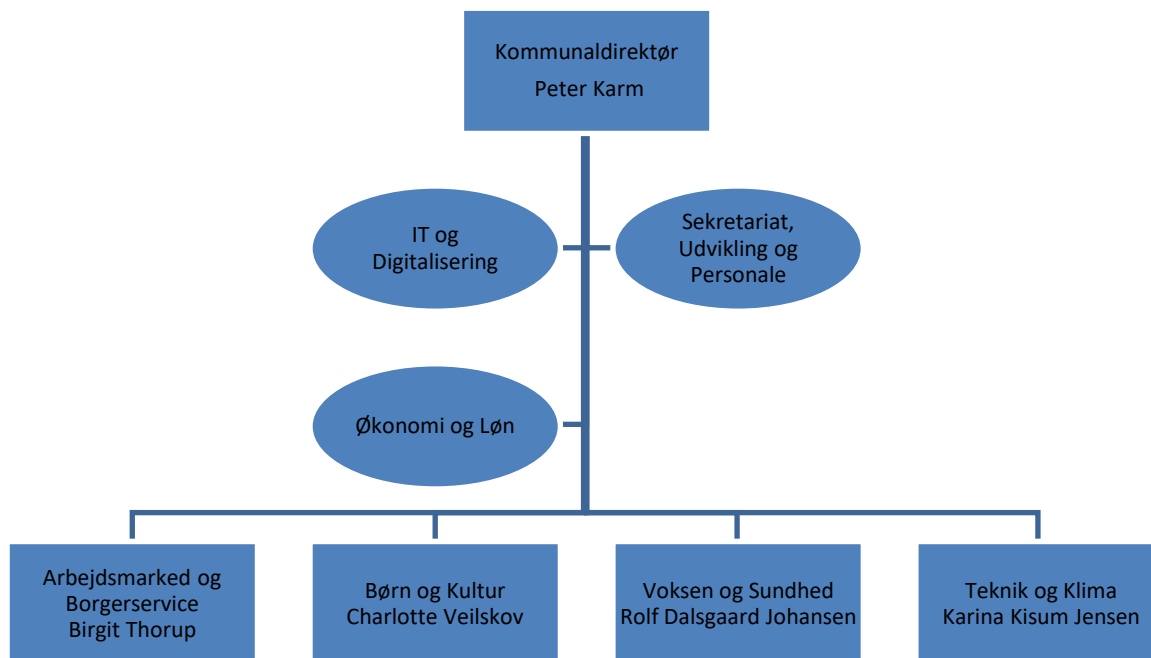 Kommunaldirektør
Peter Karm
IT og
Digitalisering
Sekretariat,
Udvikling og
Personale
Økonomi og Løn
Arbejdsmarked og
Borgerservice
Birgit Thorup
Børn og Kultur
Charlotte Veilskov
Voksen og Sundhed
Rolf Dalsgaard Johansen
Teknik og Klima
Karina Kisum Jensen